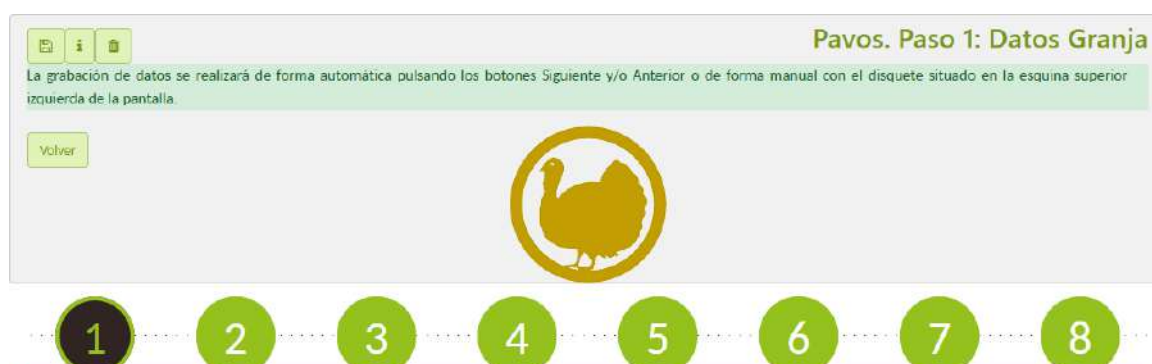 Pavos. Paso 1: Datos Granja
La grabación de datos se realizará de forma automática pulsando los botones Siguiente y/o Anterior o de forma manual con el disquete situado en la esquina superior
izquierda de la pantalla.
Volver
1 2 3 4 5 6 7 8